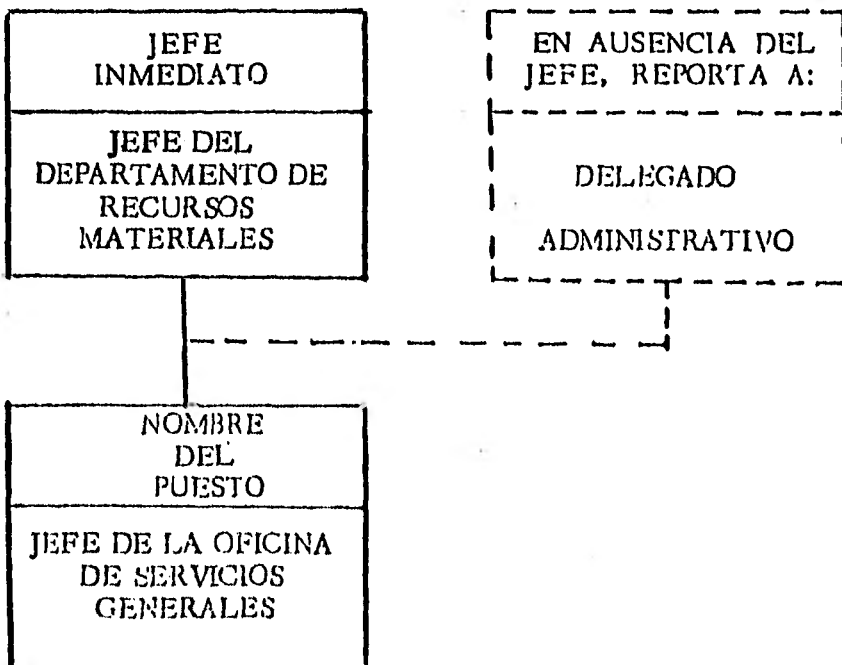 JEFE
INMEDIATO
JEFE DEL
DEPARTAMENTO DE
RECURSOS
MATERIALES
EN AUSENCIA DEL
JEFE, REPORTA A:
DELEGADO
ADMINISTRATIVO
NOMBRE
DEL
PUESTO
JEFE DE LA OFICINA
DE SERVICIOS
GENERALES